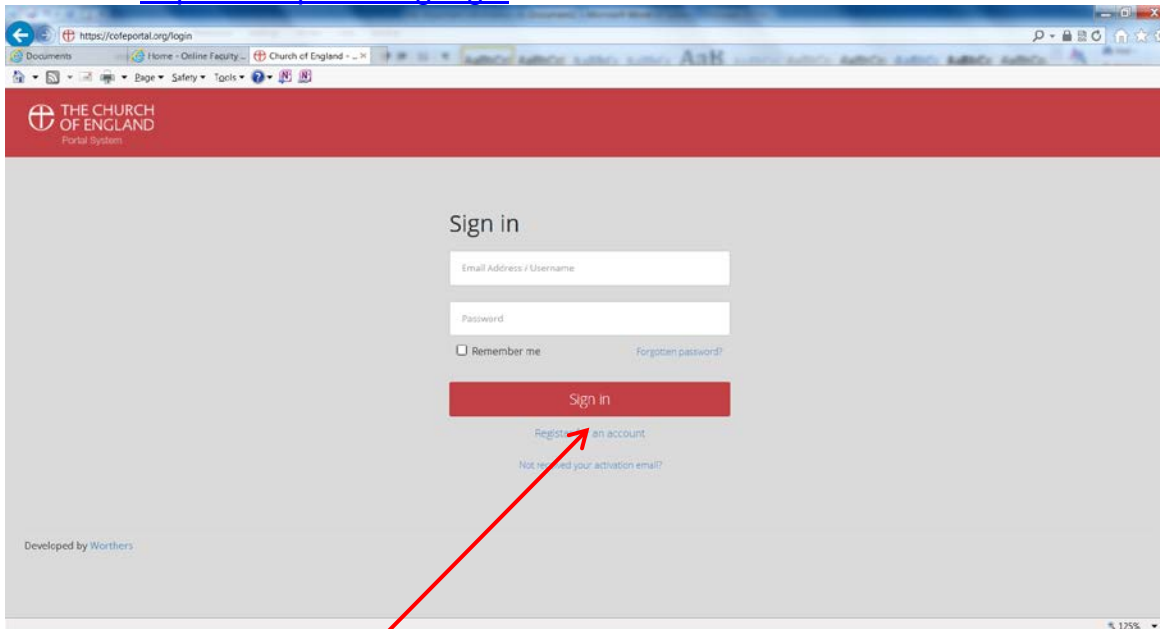 https://cofeportal.org/login
Documents
Home - Online Faculty ...
Church of England - ...
Page Safety Tools
THE CHURCH
OF ENGLAND
Portal System
Sign in
Email Address / Username
Password
Remember me
Forgotten password?
Sign in
an account
Not your activation email?
Developed by Worthers
125%